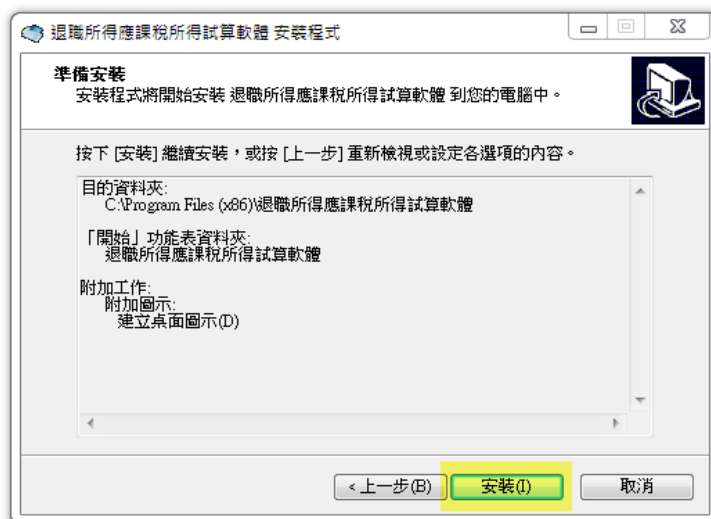 退職所得應課稅所得試算軟體 安裝程式
準備安裝
安裝程式將開始安裝 退職所得應課稅所得試算軟體 到您的電腦中。
按下 [安裝] 繼續安裝，或按 [上一步] 重新檢視或設定各選項的內容。
目的資料夾:
C:\Program Files (x86)\退職所得應課稅所得試算軟體
「開始」功能表資料夾:
退職所得應課稅所得試算軟體
附加工作:
附加圖示:
建立桌面圖示(D)
< 上一步(B) 安裝(I) 取消